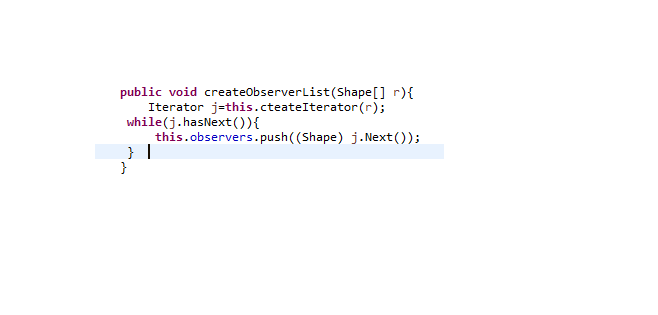 public void createObserverList(Shape[] r){
Iterator j=this.cteateIterator(r);
while(j.hasNext()){
this.observers.push((Shape) j.Next());
}
}